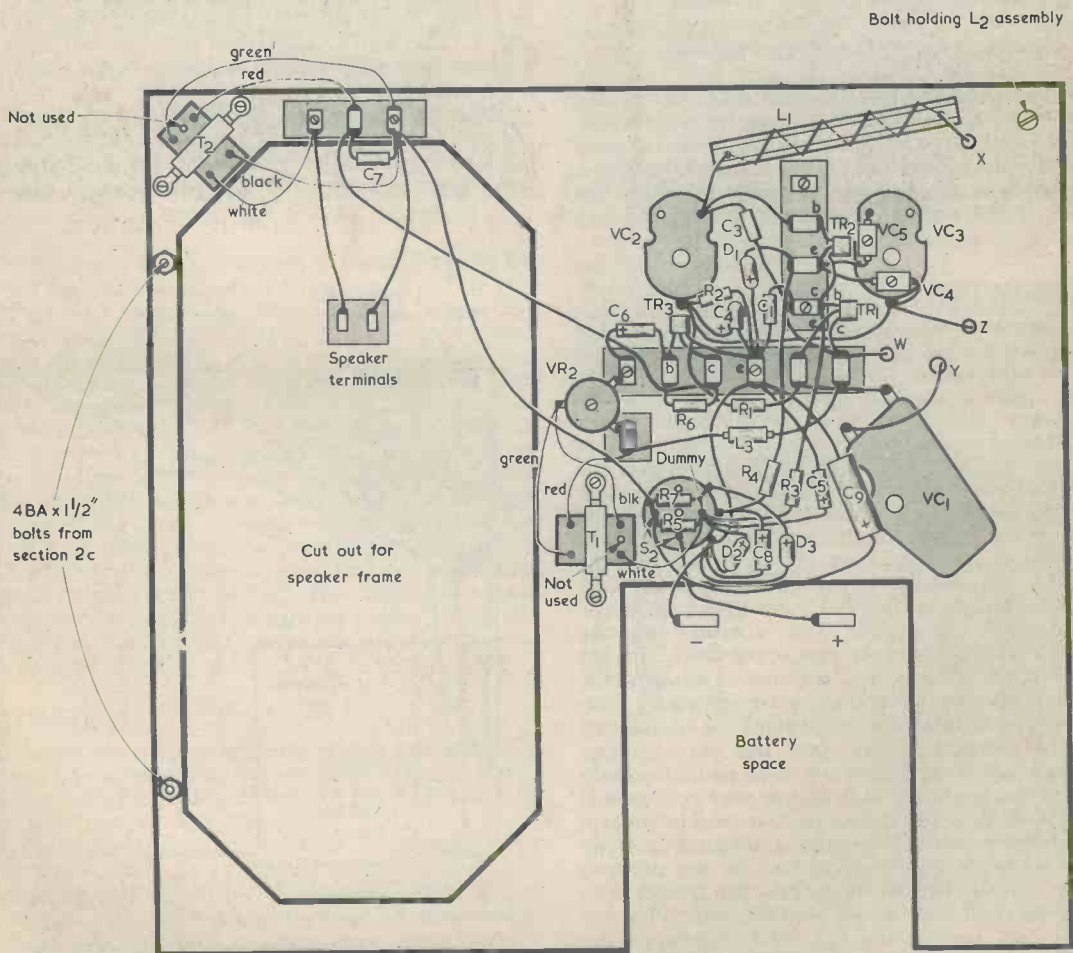 Bolt holding L2 assembly
green
red
Not used
T2
black
white
C7
L1
X
VC2
C3
D1
b
TR2
VC5
VC3
e
VC4
R2
C4
+
C1
c
b
TR1
e
c
Z
C6
+
TR3
W
Y
Speaker
terminals
VR2
b
c
e
R6
R1
L3
green
Dummy
red
blk
R4
R3
C5
+
C9
+
VC1
R7
R5
S2
T1
white
D2
+
C8
+
D3
Not
used
4BA x 1 1/2"
bolts from
section 2c
Cut out for
speaker frame
–
+
Battery
space